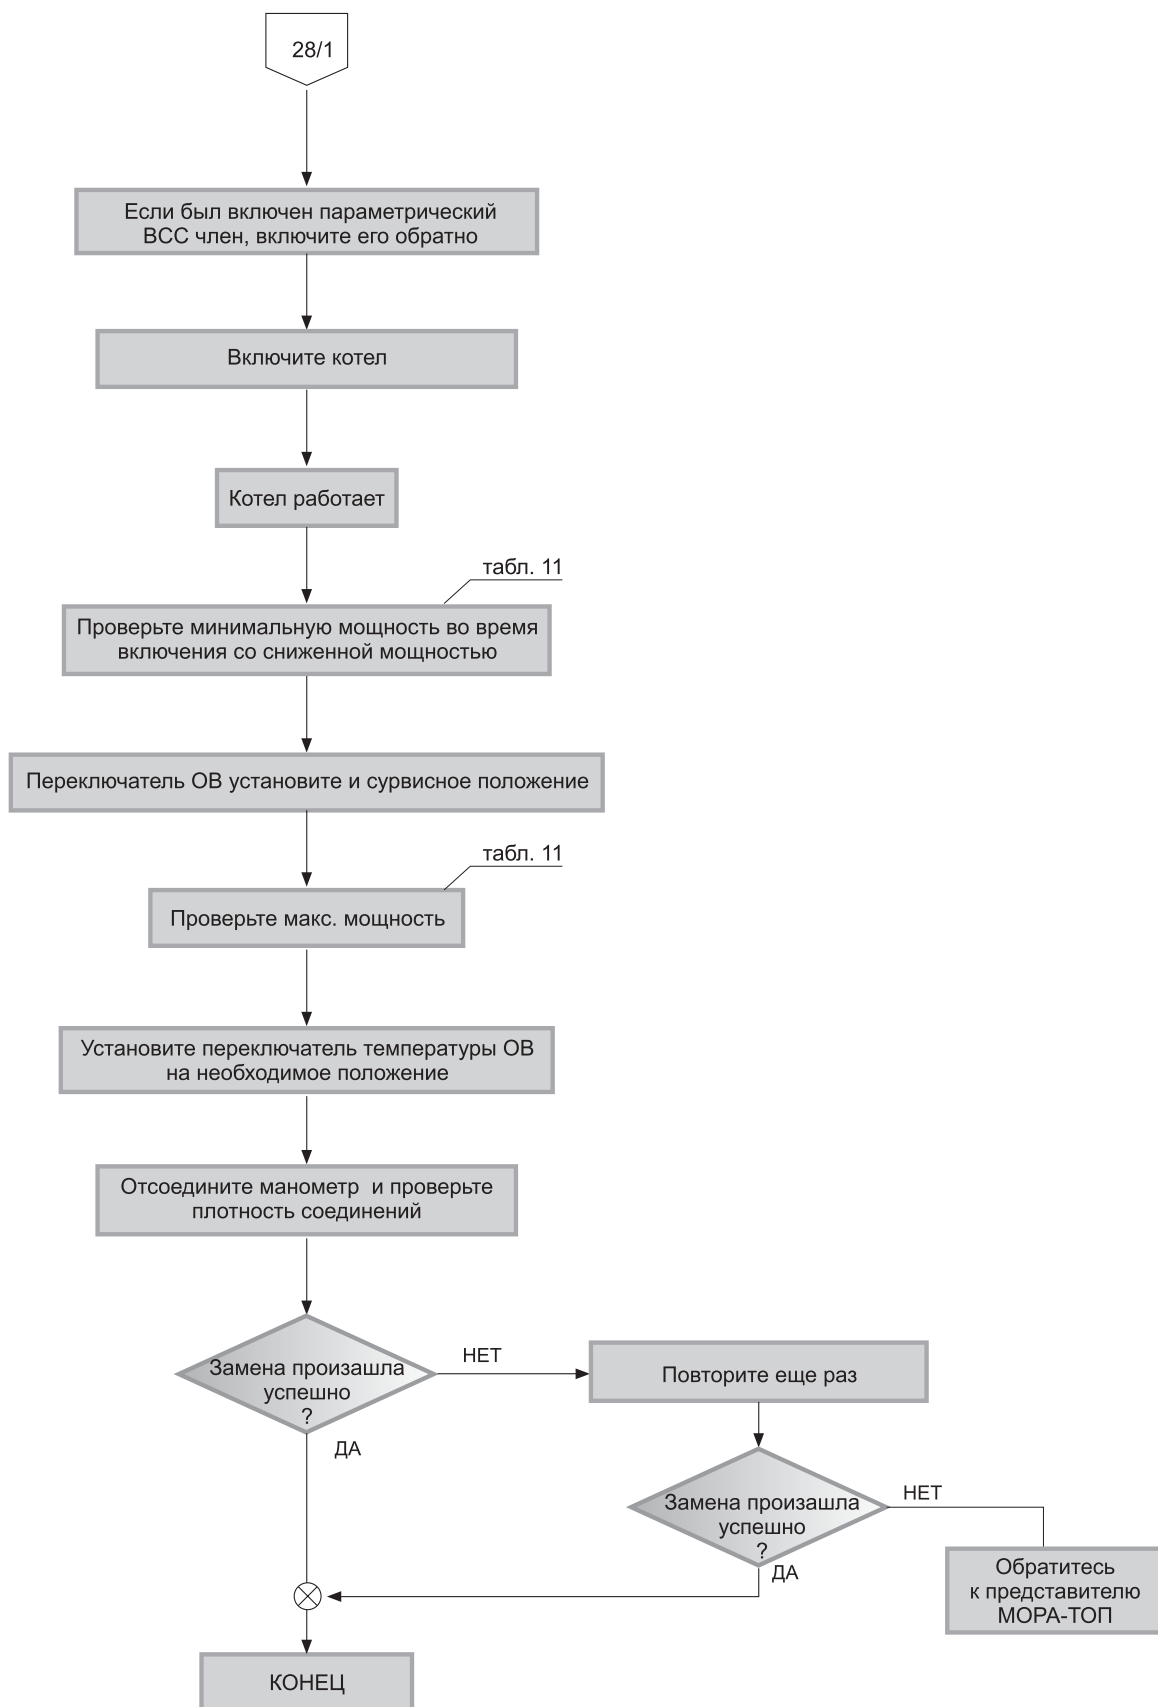 28/1
Если был включен параметрический
ВСС член, включите его обратно
Включите котел
Котел работает
табл. 11
Проверьте минимальную мощность во время
включения со сниженной мощностью
Переключатель ОВ установите и сурвисное положение
табл. 11
Проверьте макс. мощность
Установите переключатель температуры ОВ
на необходимое положение
Отсоедините манометр и проверьте
плотность соединений
Замена произашла
успешно
?
НЕТ
Повторите еще раз
ДА
Замена произашла
успешно
?
НЕТ
ДА
Обратитесь
к представителю
МОРА-ТОП
КОНЕЦ